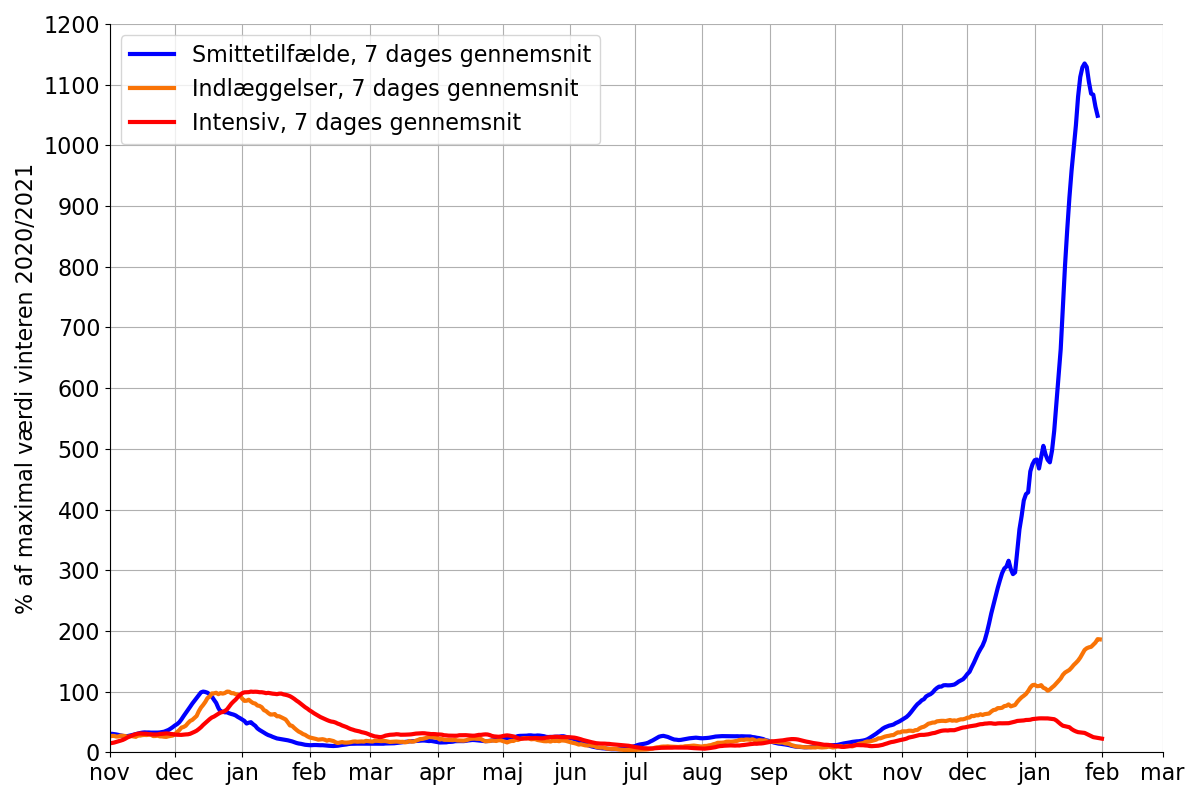 1200
1100
1000
900
800
700
600
500
400
300
200
100
0
% af maximal værdi vinteren 2020/2021
Smittetilfælde, 7 dages gennemsnit
Indlæggelser, 7 dages gennemsnit
Intensiv, 7 dages gennemsnit
nov dec jan feb mar apr maj jun jul aug sep okt nov dec jan feb mar